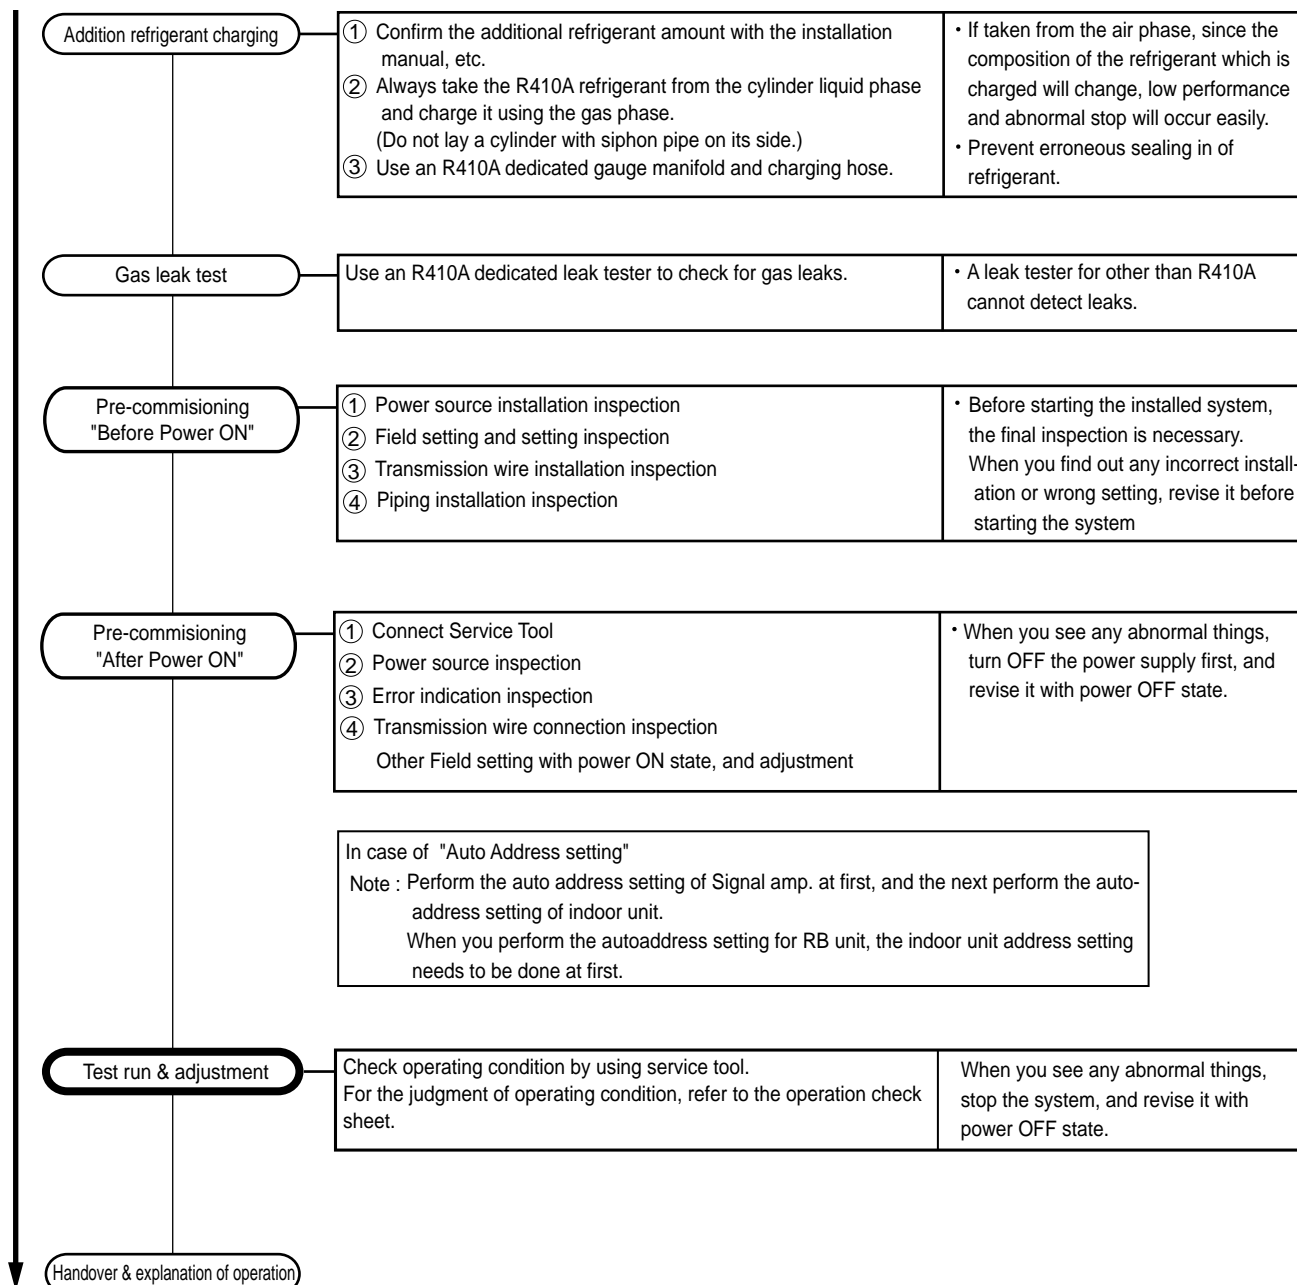 Addition refrigerant charging
① Confirm the additional refrigerant amount with the installation
manual, etc.
② Always take the R410A refrigerant from the cylinder liquid phase
and charge it using the gas phase.
(Do not lay a cylinder with siphon pipe on its side.)
③ Use an R410A dedicated gauge manifold and charging hose.
・If taken from the air phase, since the
composition of the refrigerant which is
charged will change, low performance
and abnormal stop will occur easily.
・Prevent erroneous sealing in of
refrigerant.
Gas leak test
Use an R410A dedicated leak tester to check for gas leaks.
・A leak tester for other than R410A
cannot detect leaks.
Pre-commisioning
"Before Power ON"
① Power source installation inspection
② Field setting and setting inspection
③ Transmission wire installation inspection
④ Piping installation inspection
・Before starting the installed system,
the final inspection is necessary.
When you find out any incorrect install-
ation or wrong setting, revise it before
starting the system
Pre-commisioning
"After Power ON"
① Connect Service Tool
② Power source inspection
③ Error indication inspection
④ Transmission wire connection inspection
Other Field setting with power ON state, and adjustment
・When you see any abnormal things,
turn OFF the power supply first, and
revise it with power OFF state.
In case of "Auto Address setting"
Note : Perform the auto address setting of Signal amp. at first, and the next perform the auto-
address setting of indoor unit.
When you perform the autoaddress setting for RB unit, the indoor unit address setting
needs to be done at first.
Test run & adjustment
Check operating condition by using service tool.
For the judgment of operating condition, refer to the operation check
sheet.
When you see any abnormal things,
stop the system, and revise it with
power OFF state.
Handover & explanation of operation